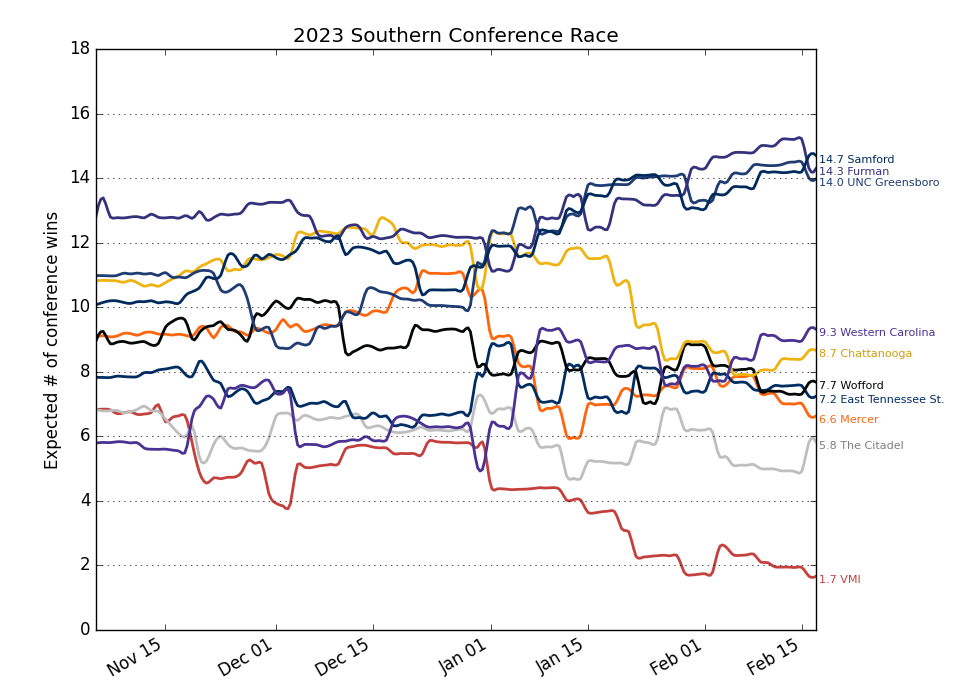 2023 Southern Conference Race
Expected # of conference wins
18
16
14
12
10
8
6
4
2
0
14.7 Samford
14.3 Furman
14.0 UNC Greensboro
9.3 Western Carolina
8.7 Chattanooga
7.7 Wofford
7.2 East Tennessee St.
6.6 Mercer
5.8 The Citadel
1.7 VMI
Nov 15
Dec 01
Dec 15
Jan 01
Jan 15
Feb 01
Feb 15